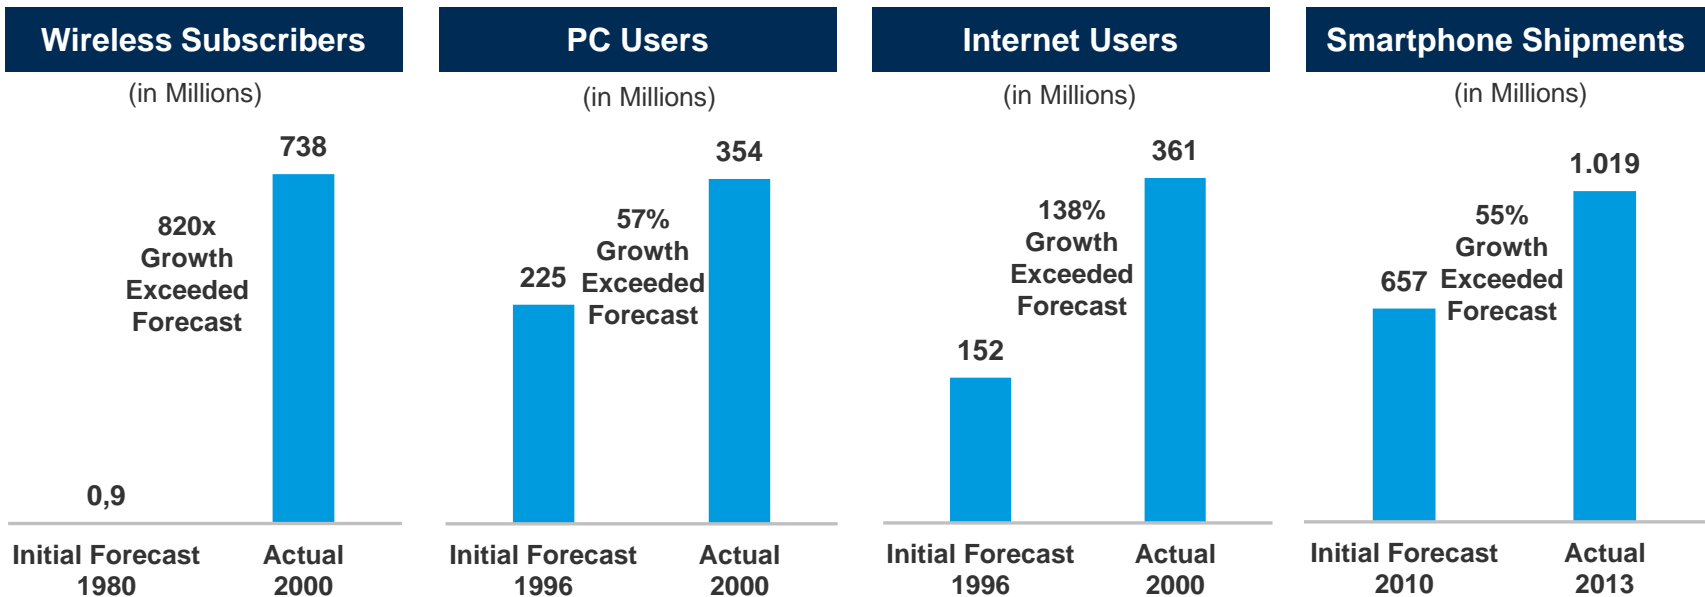 Wireless Subscribers
(in Millions)
738
820x
Growth
Exceeded
Forecast
0,9
Initial Forecast
1980
Actual
2000
PC Users
(in Millions)
354
57%
Growth
Exceeded
Forecast
225
Initial Forecast
1996
Actual
2000
Internet Users
(in Millions)
361
138%
Growth
Exceeded
Forecast
152
Initial Forecast
1996
Actual
2000
Smartphone Shipments
(in Millions)
1.019
55%
Growth
Exceeded
Forecast
657
Initial Forecast
2010
Actual
2013